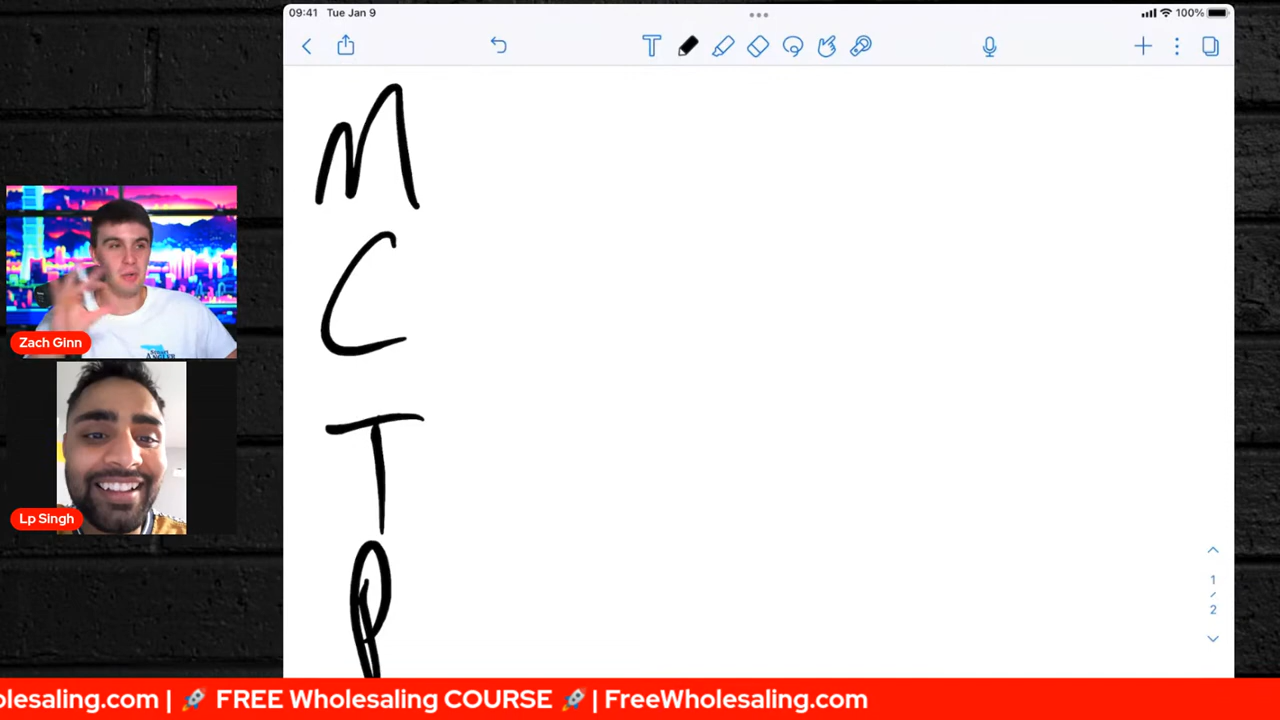 09:41 Tue Jan 9
100%
T
M
C
T
P
Zach Ginn
Lp Singh
1
2
olesaling.com | 🚀 FREE Wholesaling COURSE 🚀 | FreeWholesaling.com